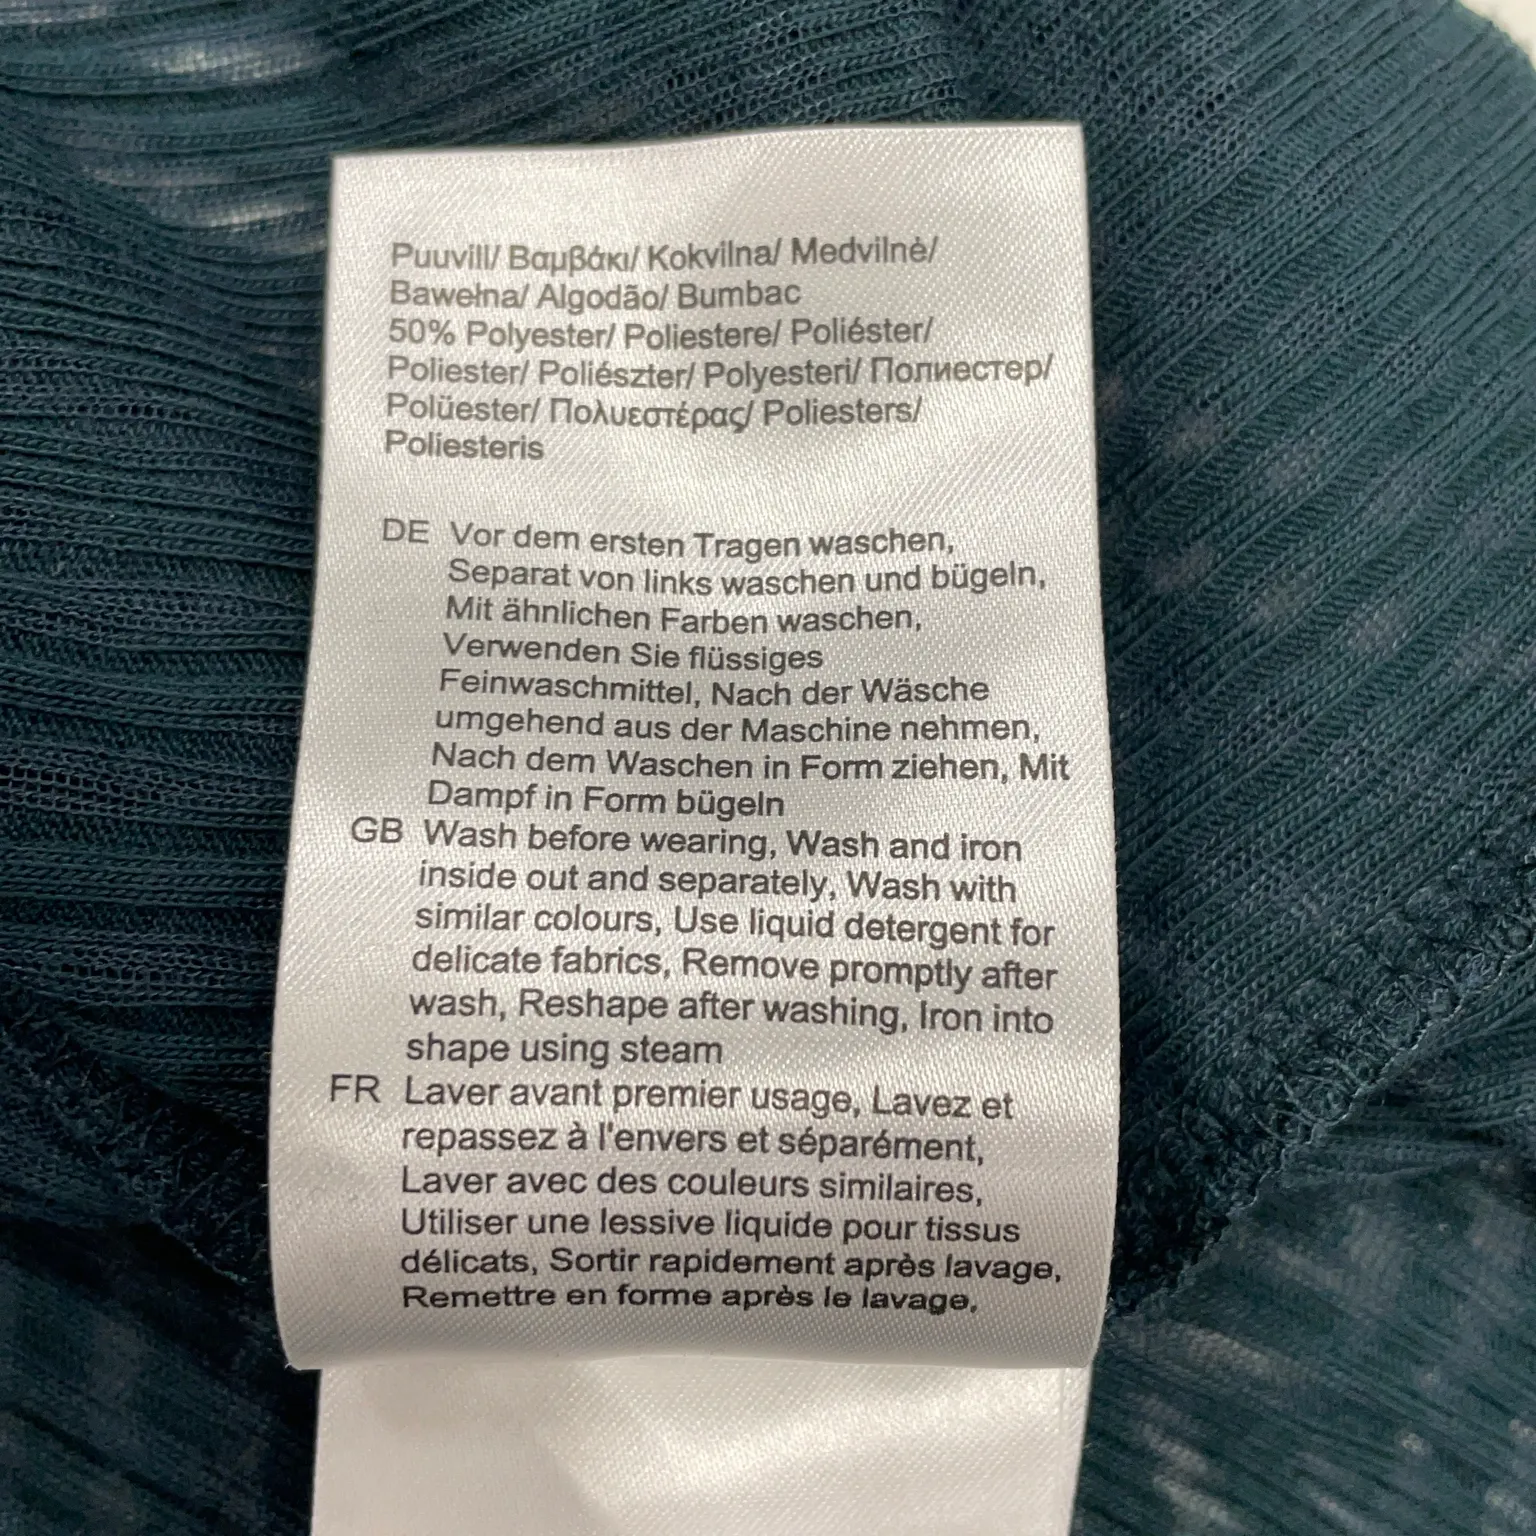 Puuvill/ Βαμβάκι/ Kokvilna/ Medvilnė/
Bawełna/ Algodão/ Bumbac
50% Polyester/ Poliestere/ Poliéster/
Poliester/ Poliészter/ Polyesteri/ Полиестер/
Polüester/ Πολυεστέρας/ Poliesters/
Poliesteris
DE Vor dem ersten Tragen waschen,
Separat von links waschen und bügeln,
Mit ähnlichen Farben waschen,
Verwenden Sie flüssiges
Feinwaschmittel, Nach der Wäsche
umgehend aus der Maschine nehmen,
Nach dem Waschen in Form ziehen, Mit
Dampf in Form bügeln
GB Wash before wearing, Wash and iron
inside out and separately, Wash with
similar colours, Use liquid detergent for
delicate fabrics, Remove promptly after
wash, Reshape after washing, Iron into
shape using steam
FR Laver avant premier usage, Lavez et
repassez à l'envers et séparément,
Laver avec des couleurs similaires,
Utiliser une lessive liquide pour tissus
délicats, Sortir rapidement après lavage,
Remettre en forme après le lavage,